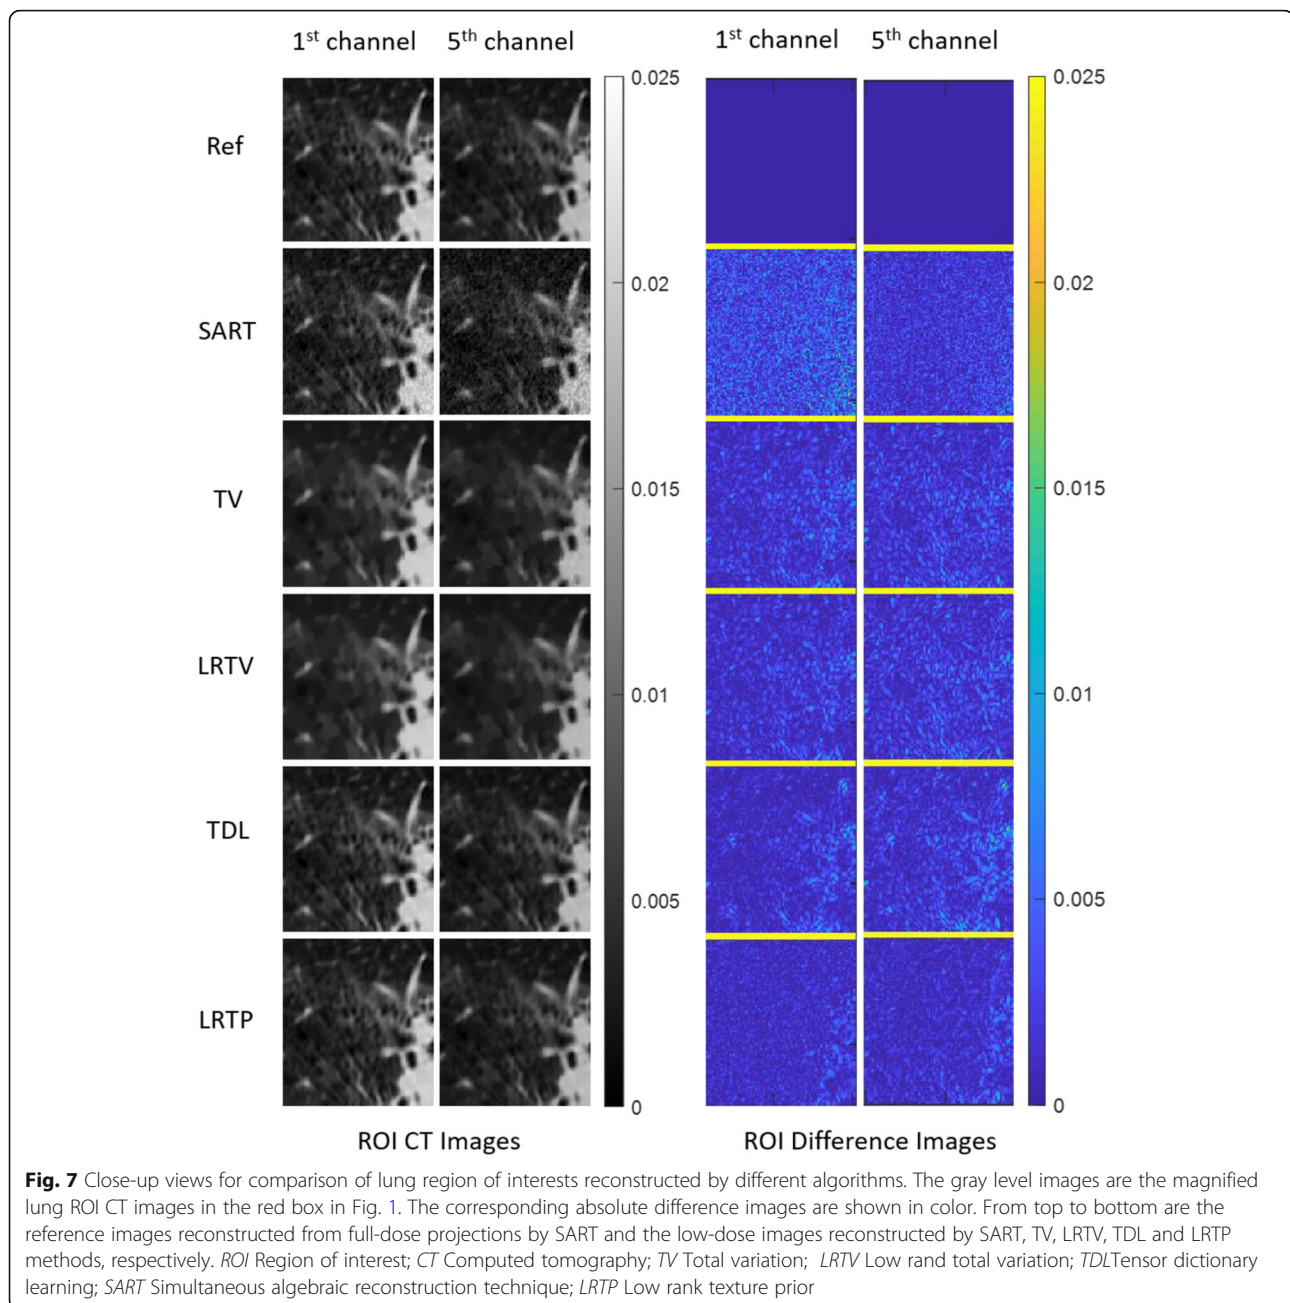 1st channel 5th channel 1st channel 5th channel
0.025 0.025
Ref
0.02 0.02
SART
0.015 0.015
TV
LRTV
0.01 0.01
TDL
0.005 0.005
LRTP
0 0
ROI CT Images ROI Difference Images
Fig. 7 Close-up views for comparison of lung region of interests reconstructed by different algorithms. The gray level images are the magnified
lung ROI CT images in the red box in Fig. 1. The corresponding absolute difference images are shown in color. From top to bottom are the
reference images reconstructed from full-dose projections by SART and the low-dose images reconstructed by SART, TV, LRTV, TDL and LRTP
methods, respectively. ROI Region of interest; CT Computed tomography; TV Total variation; LRTV Low rand total variation; TDLTensor dictionary
learning; SART Simultaneous algebraic reconstruction technique; LRTP Low rank texture prior